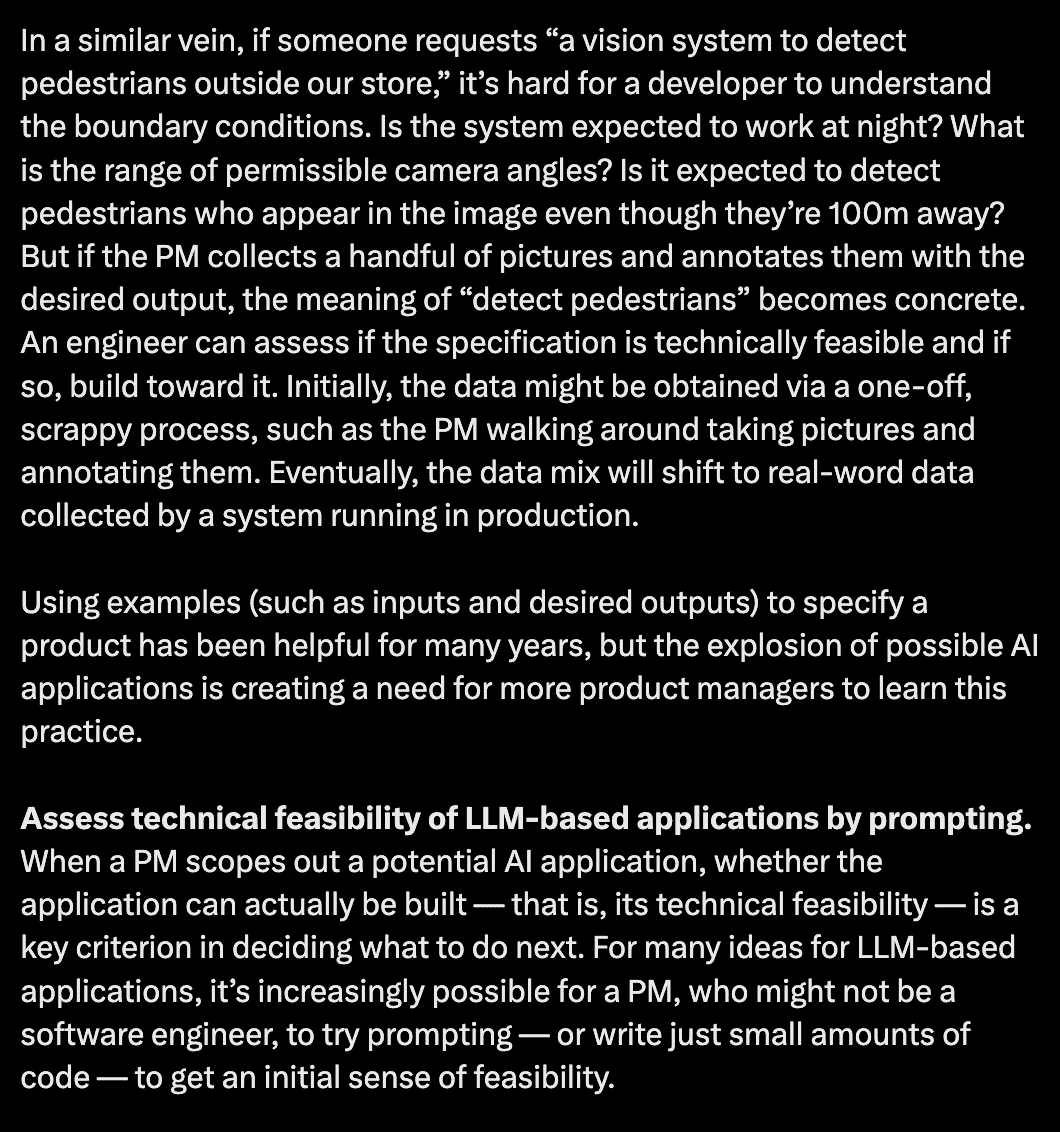 In a similar vein, if someone requests “a vision system to detect
pedestrians outside our store,” it’s hard for a developer to understand
the boundary conditions. Is the system expected to work at night? What
is the range of permissible camera angles? Is it expected to detect
pedestrians who appear in the image even though they’re 100m away?
But if the PM collects a handful of pictures and annotates them with the
desired output, the meaning of “detect pedestrians” becomes concrete.
An engineer can assess if the specification is technically feasible and if
so, build toward it. Initially, the data might be obtained via a one-off,
scrappy process, such as the PM walking around taking pictures and
annotating them. Eventually, the data mix will shift to real-word data
collected by a system running in production.

Using examples (such as inputs and desired outputs) to specify a
product has been helpful for many years, but the explosion of possible AI
applications is creating a need for more product managers to learn this
practice.

Assess technical feasibility of LLM-based applications by prompting.
When a PM scopes out a potential AI application, whether the
application can actually be built — that is, its technical feasibility — is a
key criterion in deciding what to do next. For many ideas for LLM-based
applications, it’s increasingly possible for a PM, who might not be a
software engineer, to try prompting — or write just small amounts of
code — to get an initial sense of feasibility.